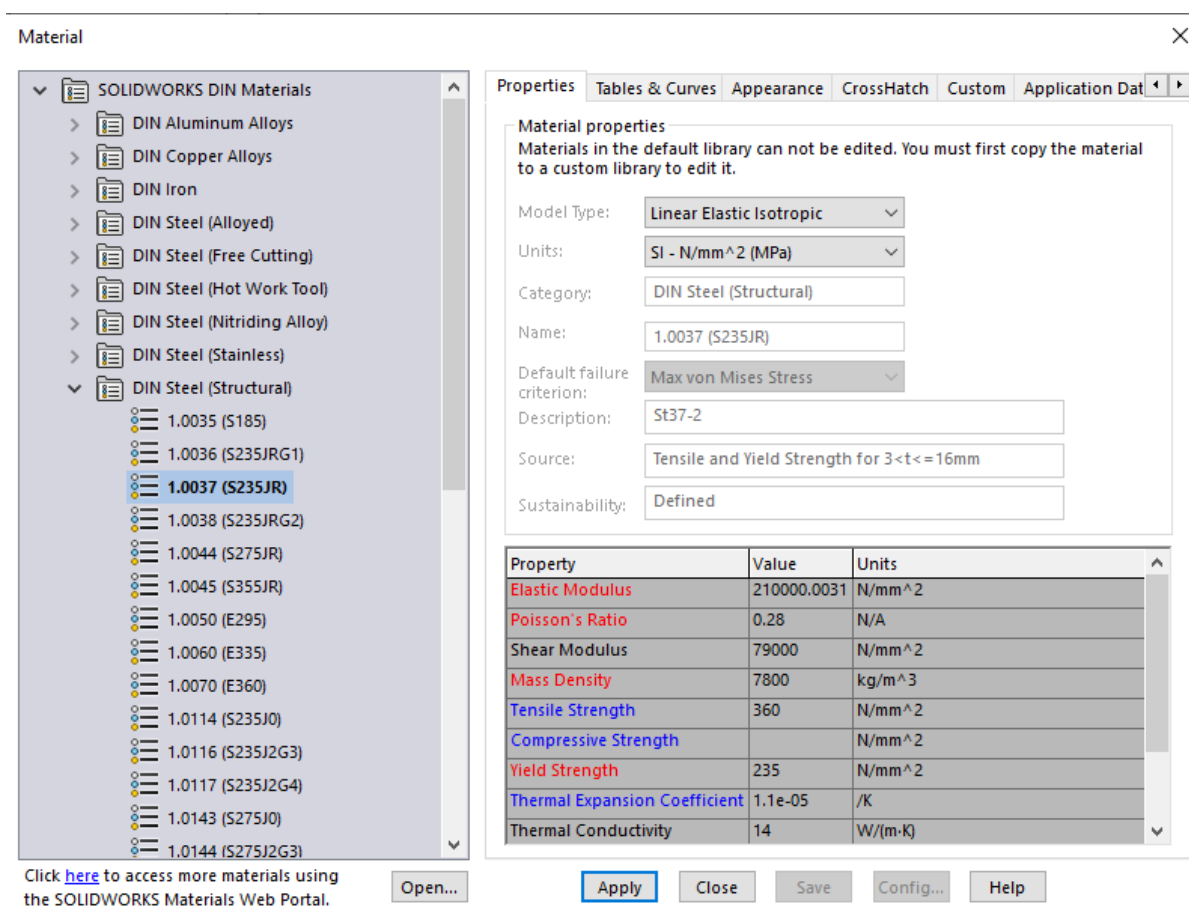 Material
SOLIDWORKS DIN Materials
DIN Aluminum Alloys
DIN Copper Alloys
DIN Iron
DIN Steel (Alloyed)
DIN Steel (Free Cutting)
DIN Steel (Hot Work Tool)
DIN Steel (Nitriding Alloy)
DIN Steel (Stainless)
DIN Steel (Structural)
1.0035 (S185)
1.0036 (S235JRG1)
1.0037 (S235JR)
1.0038 (S235JRG2)
1.0044 (S275JR)
1.0045 (S355JR)
1.0050 (E295)
1.0060 (E335)
1.0070 (E360)
1.0114 (S235J0)
1.0116 (S235J2G3)
1.0117 (S235J2G4)
1.0143 (S275J0)
1.0144 (S275J2G3)
Click here to access more materials using
the SOLIDWORKS Materials Web Portal.
Open...
Properties Tables & Curves Appearance CrossHatch Custom Application Dat
Material properties
Materials in the default library can not be edited. You must first copy the material
to a custom library to edit it.
Model Type: Linear Elastic Isotropic
Units: SI - N/mm^2 (MPa)
Category: DIN Steel (Structural)
Name: 1.0037 (S235JR)
Default failure
criterion: Max von Mises Stress
Description: St37-2
Source: Tensile and Yield Strength for 3<t<=16mm
Sustainability: Defined
Property Value Units
Elastic Modulus 210000.0031 N/mm^2
Poisson's Ratio 0.28 N/A
Shear Modulus 79000 N/mm^2
Mass Density 7800 kg/m^3
Tensile Strength 360 N/mm^2
Compressive Strength N/mm^2
Yield Strength 235 N/mm^2
Thermal Expansion Coefficient 1.1e-05 /K
Thermal Conductivity 14 W/(m·K)
Apply Close Save Config... Help